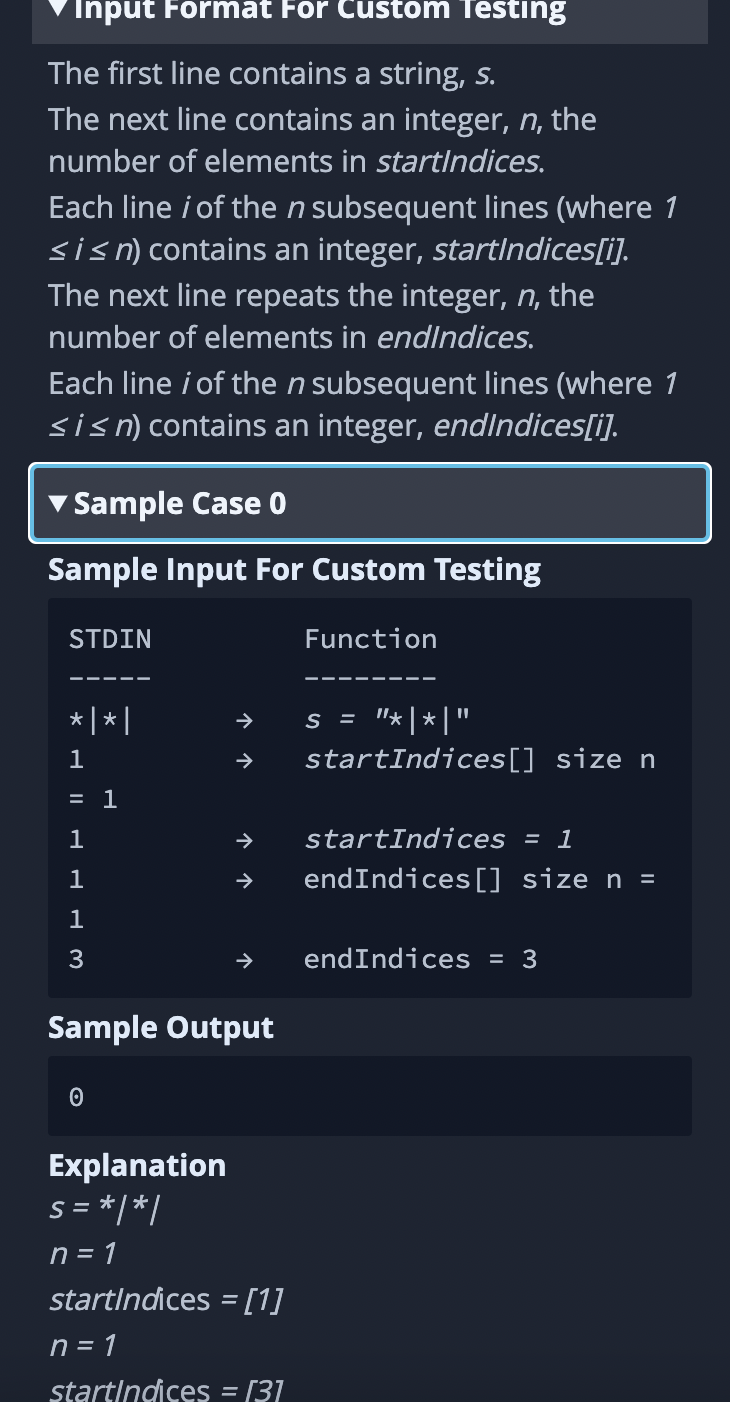 ▼Input Format For Custom Testing
The first line contains a string, s.
The next line contains an integer, n, the
number of elements in startIndices.
Each line i of the n subsequent lines (where 1
≤ i ≤ n) contains an integer, startIndices[i].
The next line repeats the integer, n, the
number of elements in endIndices.
Each line i of the n subsequent lines (where 1
≤ i ≤ n) contains an integer, endIndices[i].
▼Sample Case 0
Sample Input For Custom Testing
STDIN Function
----- --------
*|*| → s = "*|*|"
1 → startIndices[] size n
= 1
1 → startIndices = 1
1 → endIndices[] size n =
1
3 → endIndices = 3
Sample Output
0
Explanation
s = *|*|
n = 1
startIndices = [1]
n = 1
startIndices = [3]